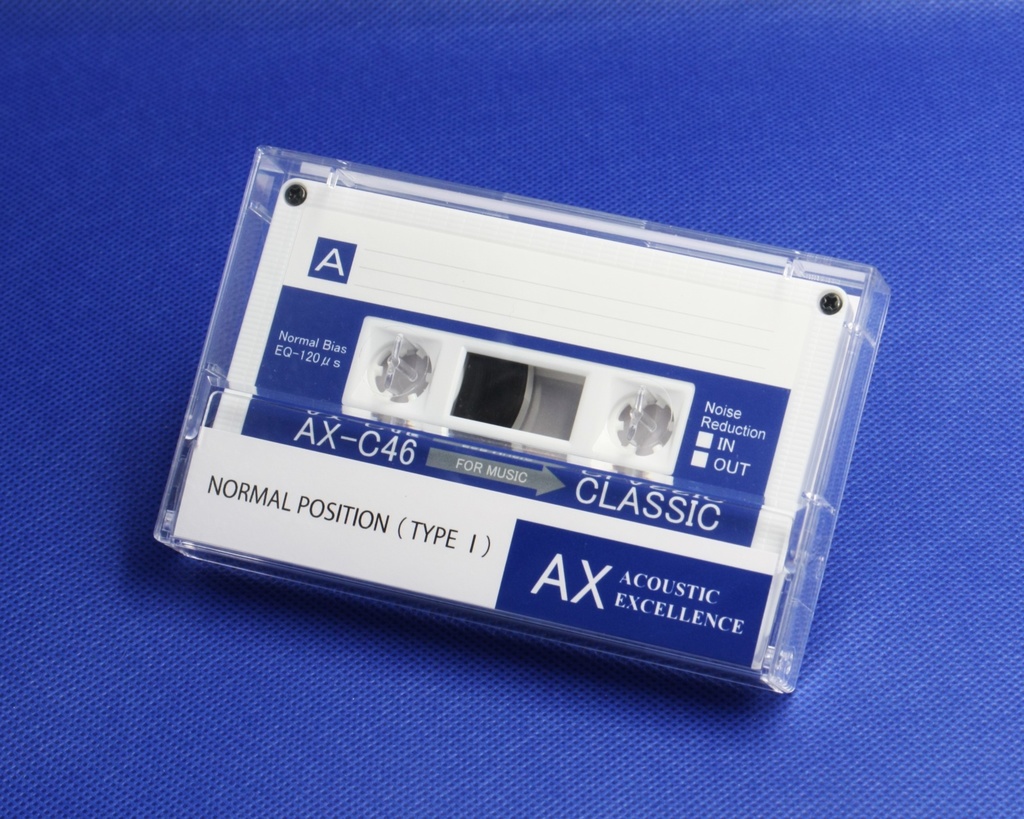 A
Normal Bias
EQ-120μs
Noise
Reduction
IN
OUT
AX-C46
FOR MUSIC
CLASSIC
NORMAL POSITION (TYPE I)
AX
ACOUSTIC
EXCELLENCE